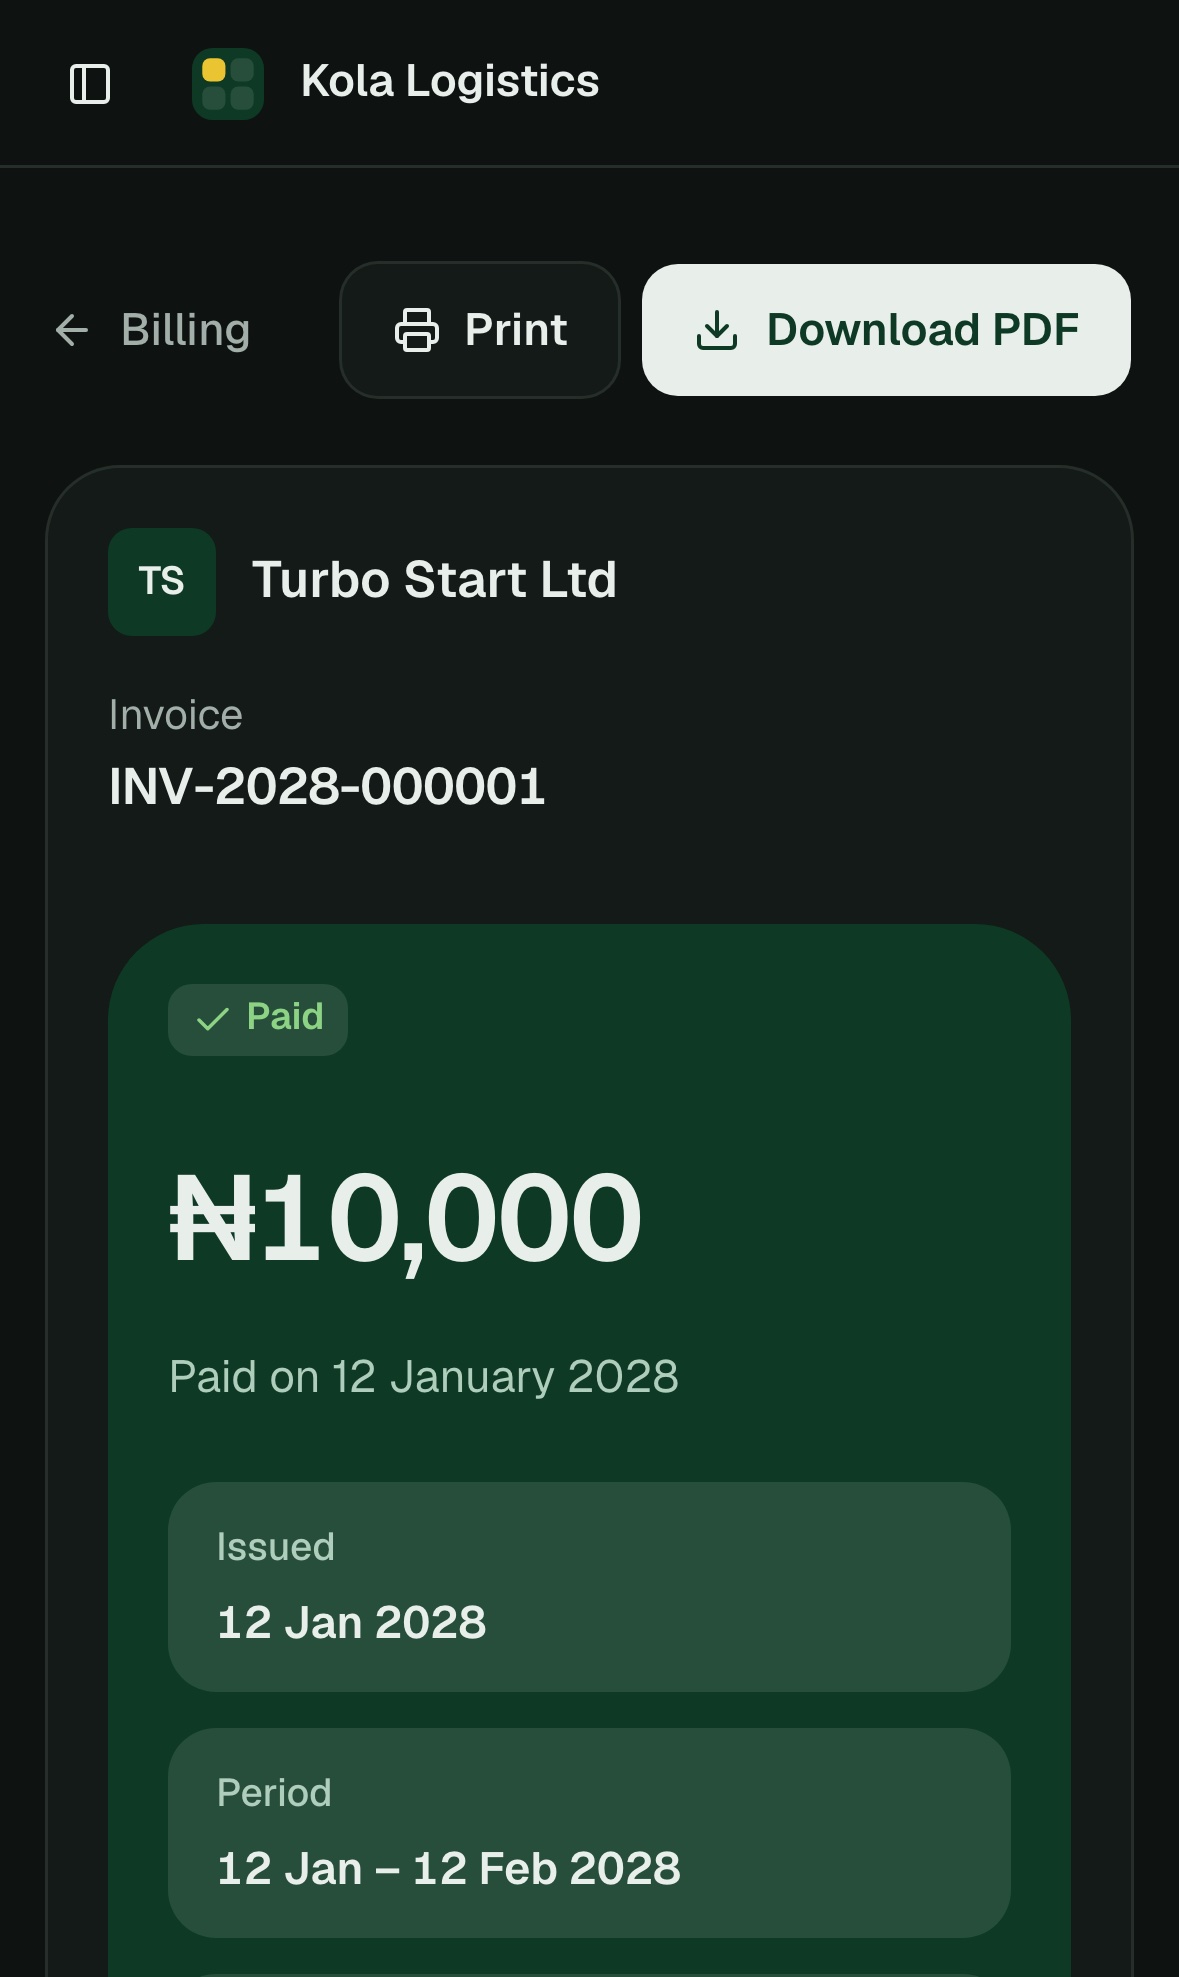 Kola Logistics
Billing
Print
Download PDF
TS
Turbo Start Ltd
Invoice
INV-2028-000001
Paid
₦10,000
Paid on 12 January 2028
Issued
12 Jan 2028
Period
12 Jan – 12 Feb 2028